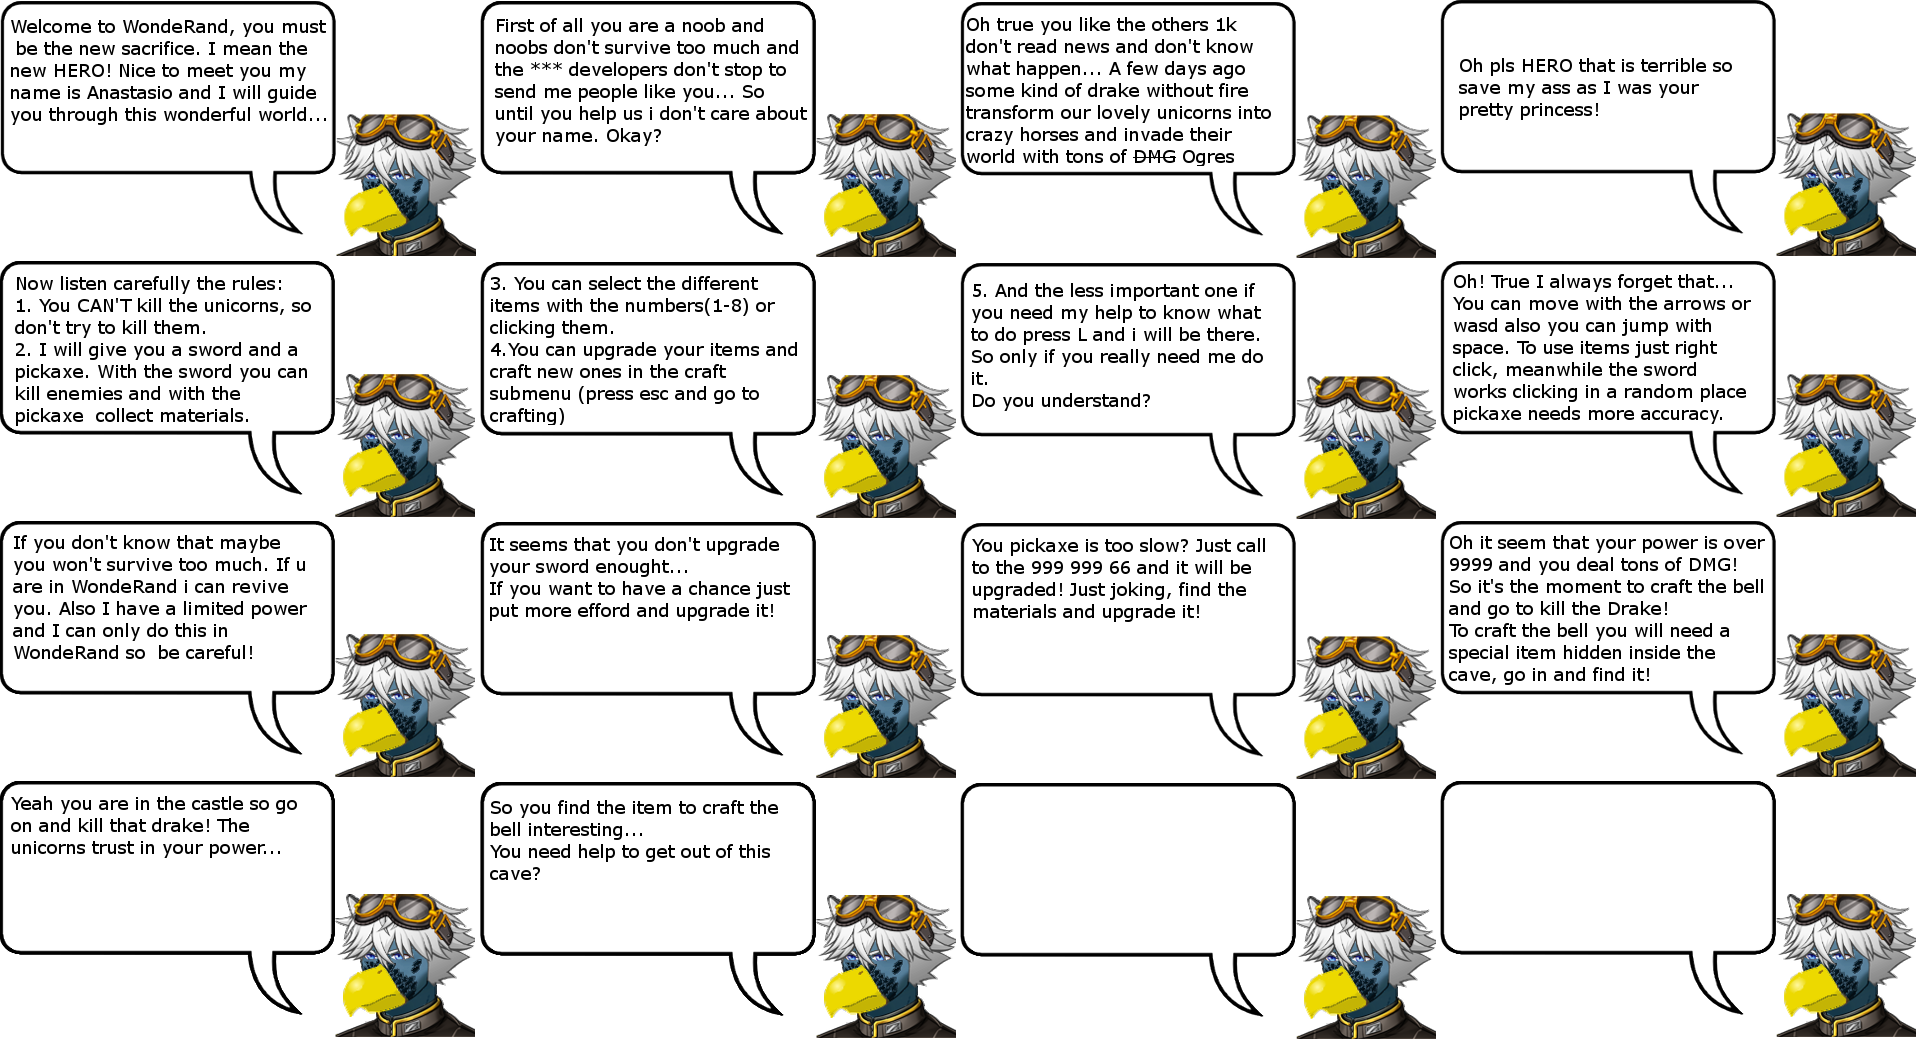 Welcome to WondeRand, you must
be the new sacrifice. I mean the
new HERO! Nice to meet you my
name is Anastasio and I will guide
you through this wonderful world...
First of all you are a noob and
noobs don't survive too much and
the *** developers don't stop to
send me people like you... So
until you help us i don't care about
your name. Okay?
Oh true you like the others 1k
don't read news and don't know
what happen... A few days ago
some kind of drake without fire
transform our lovely unicorns into
crazy horses and invade their
world with tons of DMG Ogres
Oh pls HERO that is terrible so
save my ass as I was your
pretty princess!
Now listen carefully the rules:
1. You CAN'T kill the unicorns, so
don't try to kill them.
2. I will give you a sword and a
pickaxe. With the sword you can
kill enemies and with the
pickaxe  collect materials.
3. You can select the different
items with the numbers(1-8) or
clicking them.
4.You can upgrade your items and
craft new ones in the craft
submenu (press esc and go to
crafting)
5. And the less important one if
you need my help to know what
to do press L and i will be there.
So only if you really need me do
it.
Do you understand?
Oh! True I always forget that...
You can move with the arrows or
wasd also you can jump with
space. To use items just right
click, meanwhile the sword
works clicking in a random place
pickaxe needs more accuracy.
If you don't know that maybe
you won't survive too much. If u
are in WondeRand i can revive
you. Also I have a limited power
and I can only do this in
WondeRand so  be careful!
It seems that you don't upgrade
your sword enought...
If you want to have a chance just
put more efford and upgrade it!
You pickaxe is too slow? Just call
to the 999 999 66 and it will be
upgraded! Just joking, find the
materials and upgrade it!
Oh it seem that your power is over
9999 and you deal tons of DMG!
So it's the moment to craft the bell
and go to kill the Drake!
To craft the bell you will need a
special item hidden inside the
cave, go in and find it!
Yeah you are in the castle so go
on and kill that drake! The
unicorns trust in your power...
So you find the item to craft the
bell interesting...
You need help to get out of this
cave?